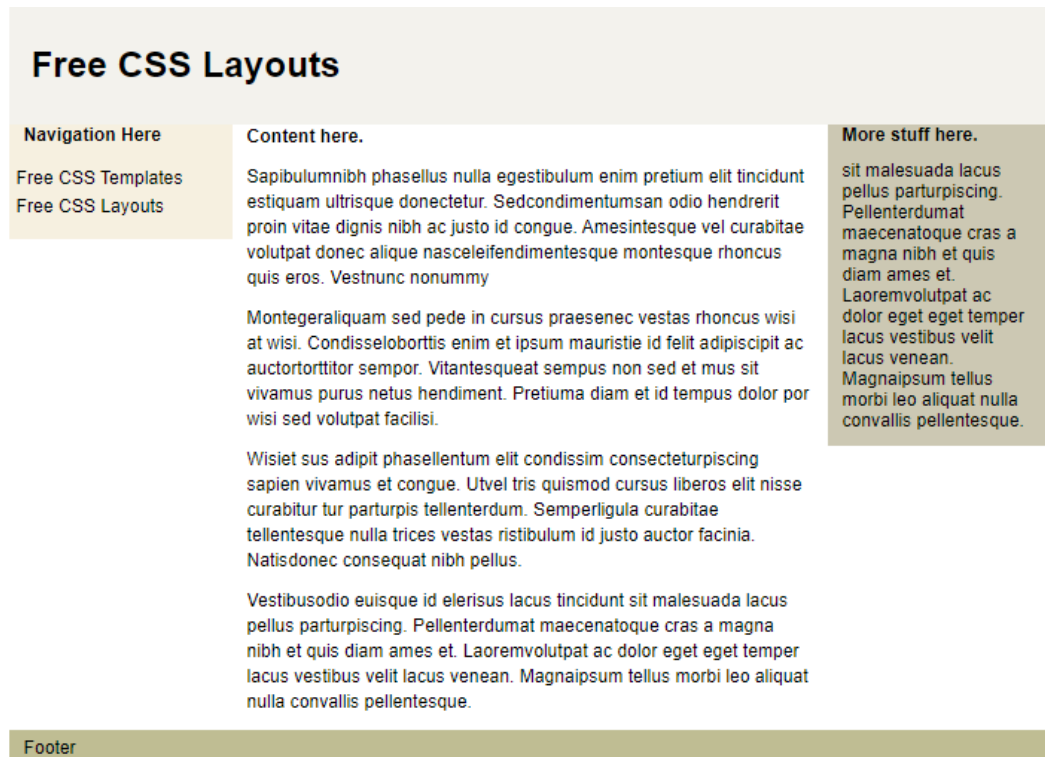 Free CSS Layouts
Navigation Here
Free CSS Templates
Free CSS Layouts
Content here.
Sapibulumnibh phasellus nulla egestibulum enim pretium elit tincidunt
estiquam ultrisque donectetur. Sedcondimentumsan odio hendrerit
proin vitae dignis nibh ac justo id congue. Amesintesque vel curabitae
volutpat donec alique nasceleifendimentesque montesque rhoncus
quis eros. Vestnunc nonummy
Montegeraliquam sed pede in cursus praesenec vestas rhoncus wisi
at wisi. Condisseloborttis enim et ipsum mauristie id felit adipiscipit ac
auctortorttitor sempor. Vitantesqueat sempus non sed et mus sit
vivamus purus netus hendiment. Pretiuma diam et id tempus dolor por
wisi sed volutpat facilisi.
Wisiet sus adipit phasellentum elit condissim consecteturpiscing
sapien vivamus et congue. Utvel tris quismod cursus liberos elit nisse
curabitur tur parturpis tellenterdum. Semperligula curabitae
tellentesque nulla trices vestas ristibulum id justo auctor facinia.
Natisdonec consequat nibh pellus.
Vestibusodio euisque id elerisus lacus tincidunt sit malesuada lacus
pellus parturpiscing. Pellenterdumat maecenatoque cras a magna
nibh et quis diam ames et. Laoremvolutpat ac dolor eget eget temper
lacus vestibus velit lacus venean. Magnaipsum tellus morbi leo aliquat
nulla convallis pellentesque.
More stuff here.
sit malesuada lacus
pellus parturpiscing.
Pellenterdumat
maecenatoque cras a
magna nibh et quis
diam ames et.
Laoremvolutpat ac
dolor eget eget temper
lacus vestibus velit
lacus venean.
Magnaipsum tellus
morbi leo aliquat nulla
convallis pellentesque.
Footer